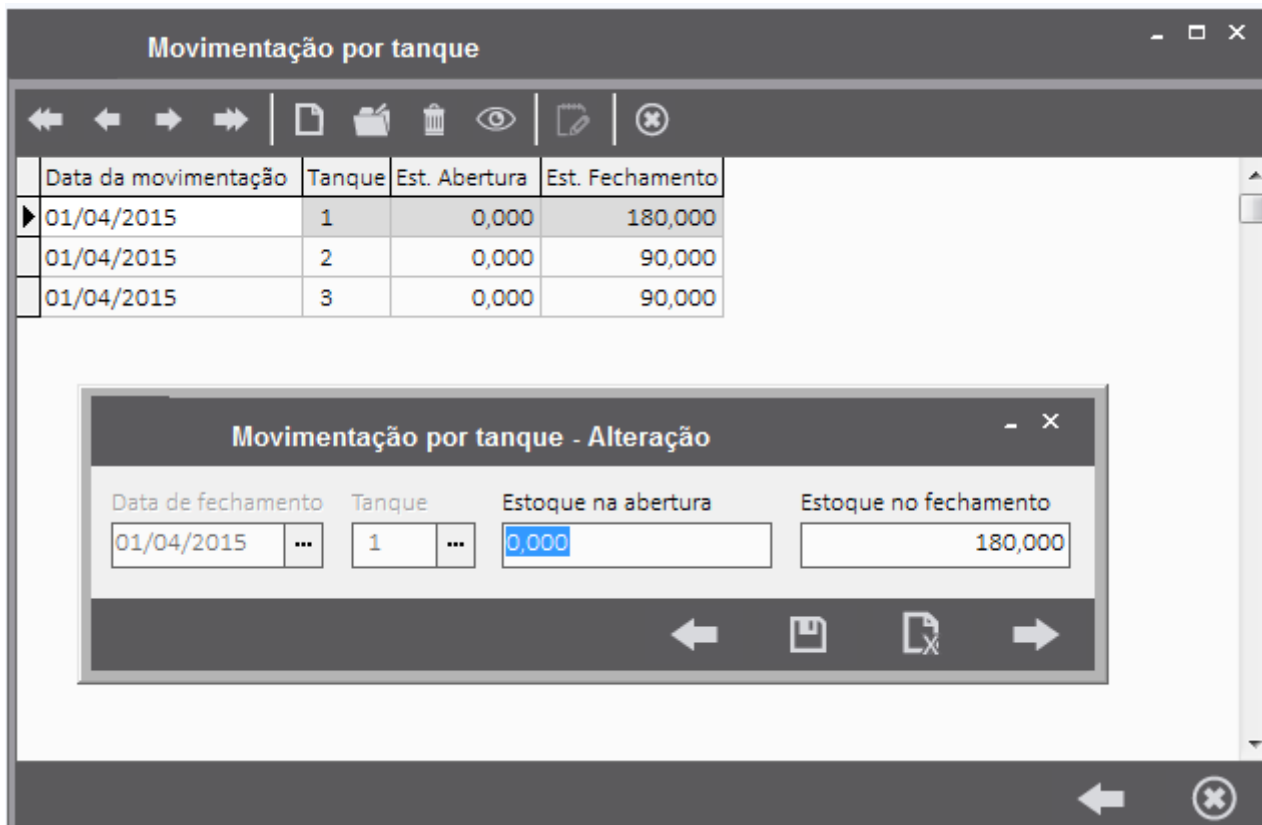 Movimentação por tanque
Data da movimentação Tanque Est. Abertura Est. Fechamento
01/04/2015 1 0,000 180,000
01/04/2015 2 0,000 90,000
01/04/2015 3 0,000 90,000
Movimentação por tanque - Alteração
Data de fechamento Tanque Estoque na abertura Estoque no fechamento
01/04/2015 ... 1 ... 0,000 180,000